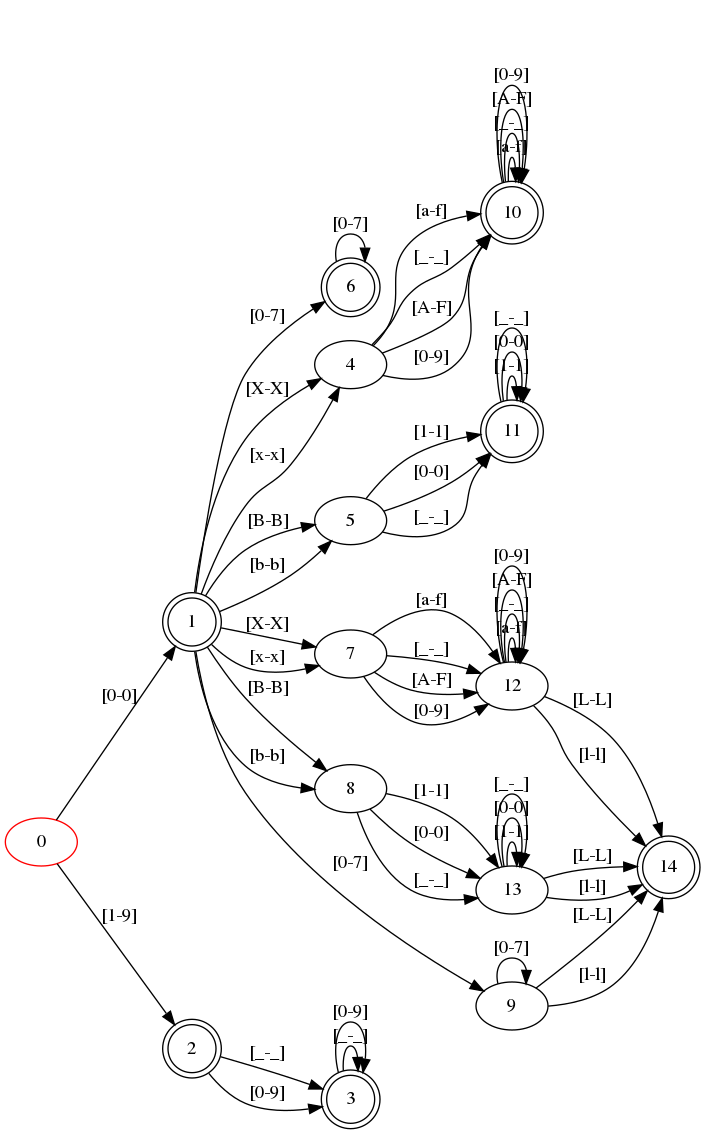 [0-9]
[A-F]
[_-_]
[a-f]
10
[0-7]
6
[a-f]
[_-_]
[A-F]
[0-9]
4
[0-7]
[X-X]
[x-x]
[_-_]
[0-0]
[1-1]
11
[1-1]
[0-0]
[_-_]
5
[B-B]
[b-b]
1
[X-X]
[x-x]
[B-B]
[b-b]
[0-7]
7
[a-f]
[_-_]
[A-F]
[0-9]
[0-9]
[A-F]
[_-_]
[a-f]
12
[L-L]
[l-l]
8
[1-1]
[0-0]
[_-_]
[_-_]
[0-0]
[1-1]
13
[L-L]
[l-l]
14
[0-7]
9
[L-L]
[l-l]
[0-0]
0
[1-9]
2
[_-_]
[0-9]
[0-9]
[_-_]
3